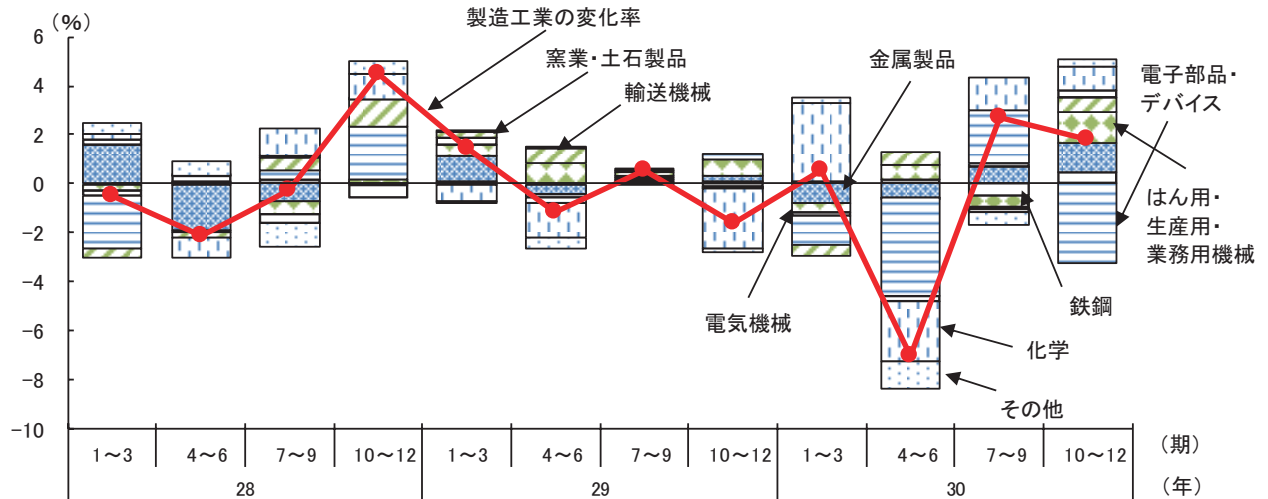 (%)
6
4
2
0
-2
-4
-6
-8
-10
製造工業の変化率
窯業・土石製品
輸送機械
金属製品
電子部品・
デバイス
はん用・
生産用・
業務用機械
鉄鋼
電気機械
化学
その他
1～3 4～6 7～9 10～12 1～3 4～6 7～9 10～12 1～3 4～6 7～9 10～12 (期)
28 29 30 (年)